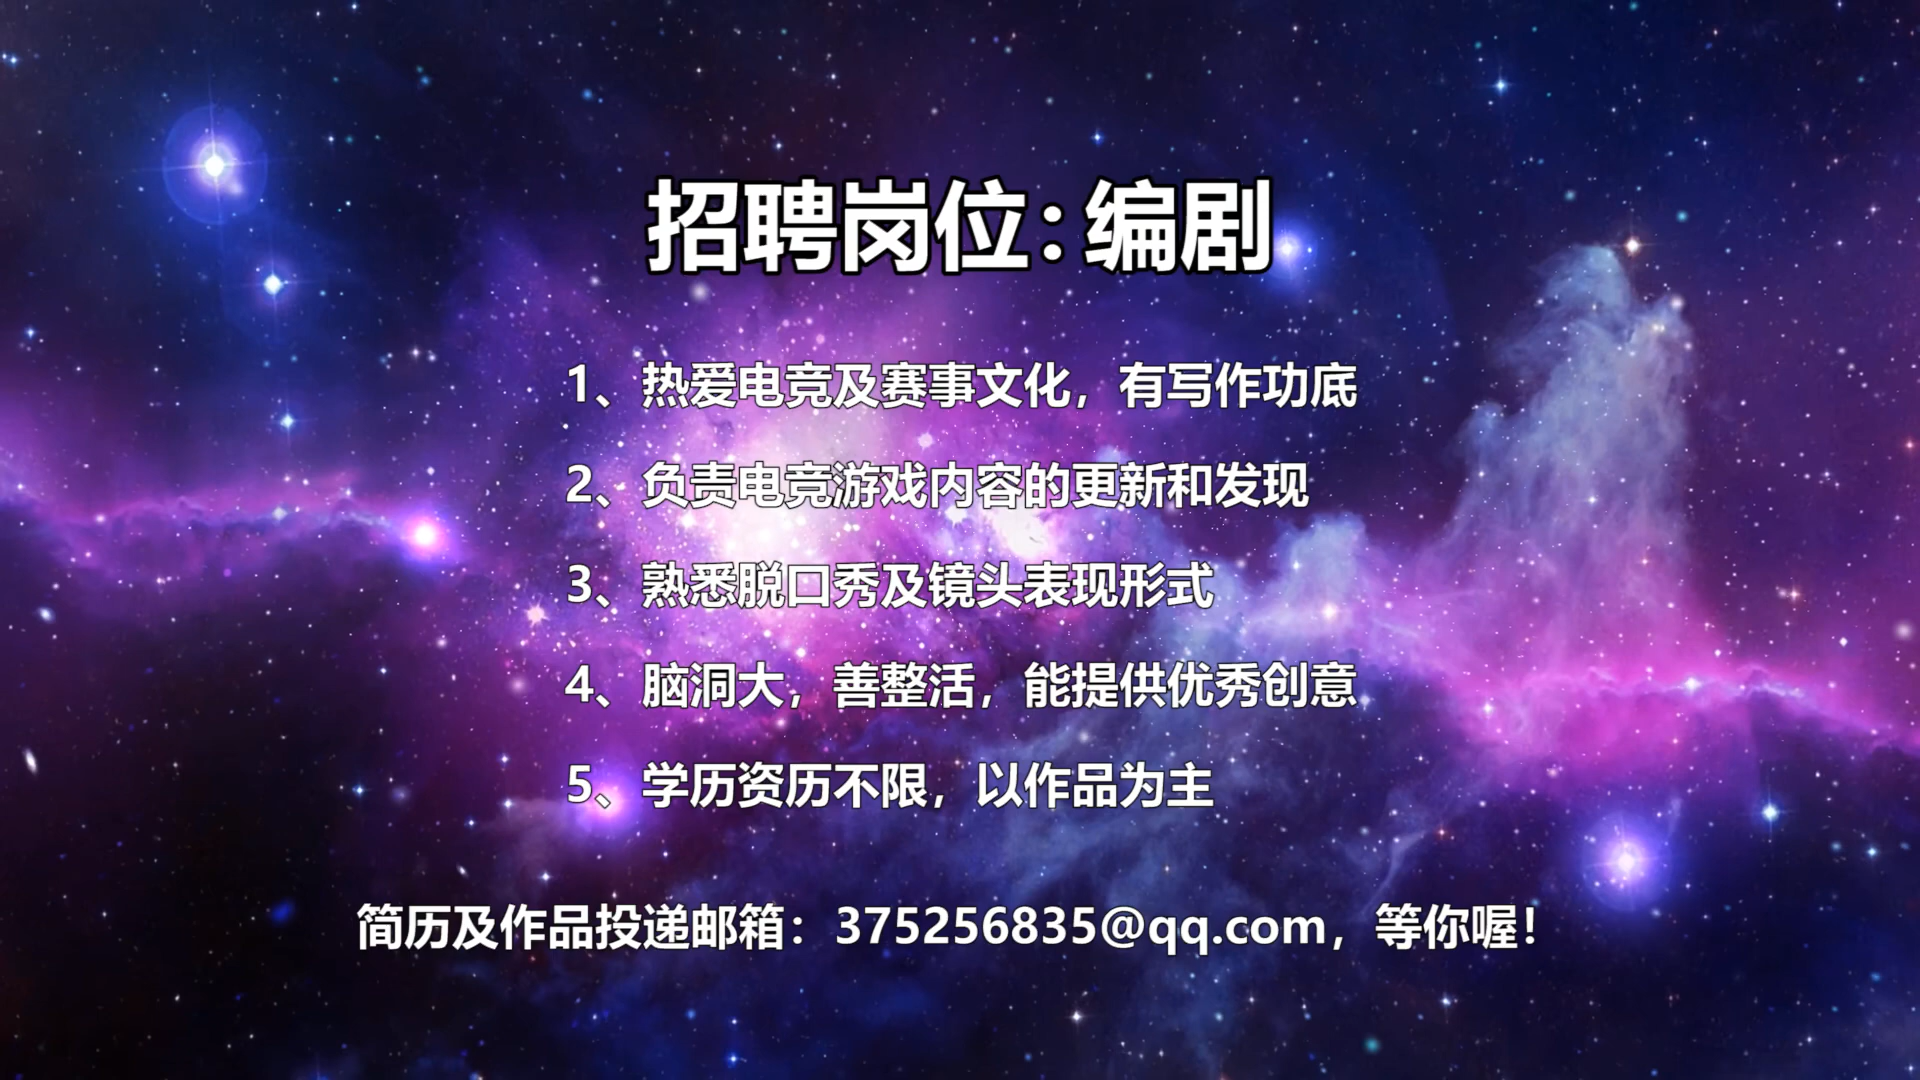 招聘岗位：编剧
1、热爱电竞及赛事文化，有写作功底
2、负责电竞游戏内容的更新和发现
3、熟悉脱口秀及镜头表现形式
4、脑洞大，善整活，能提供优秀创意
5、学历资历不限，以作品为主
简历及作品投递邮箱：375256835@qq.com，等你喔！